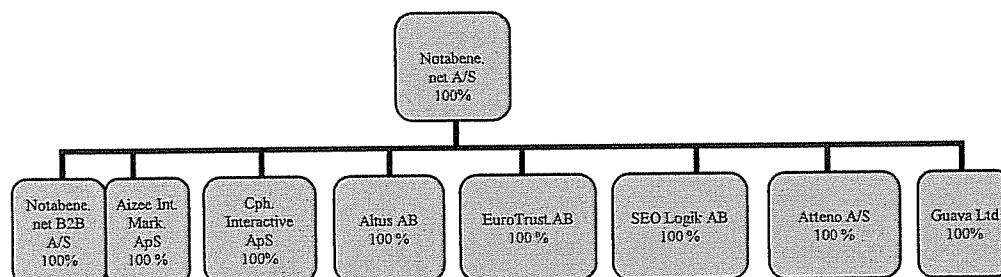 Notabene.
net A/S
100%
Notabene.
net B2B
A/S
100%
Aizee Int.
Mark.
ApS
100 %
Cph.
Interactive
ApS
100%
Altus AB
100 %
EuroTrust AB
100 %
SEO Logik AB
100 %
Atteno A/S
100 %
Guava Ltd
100%